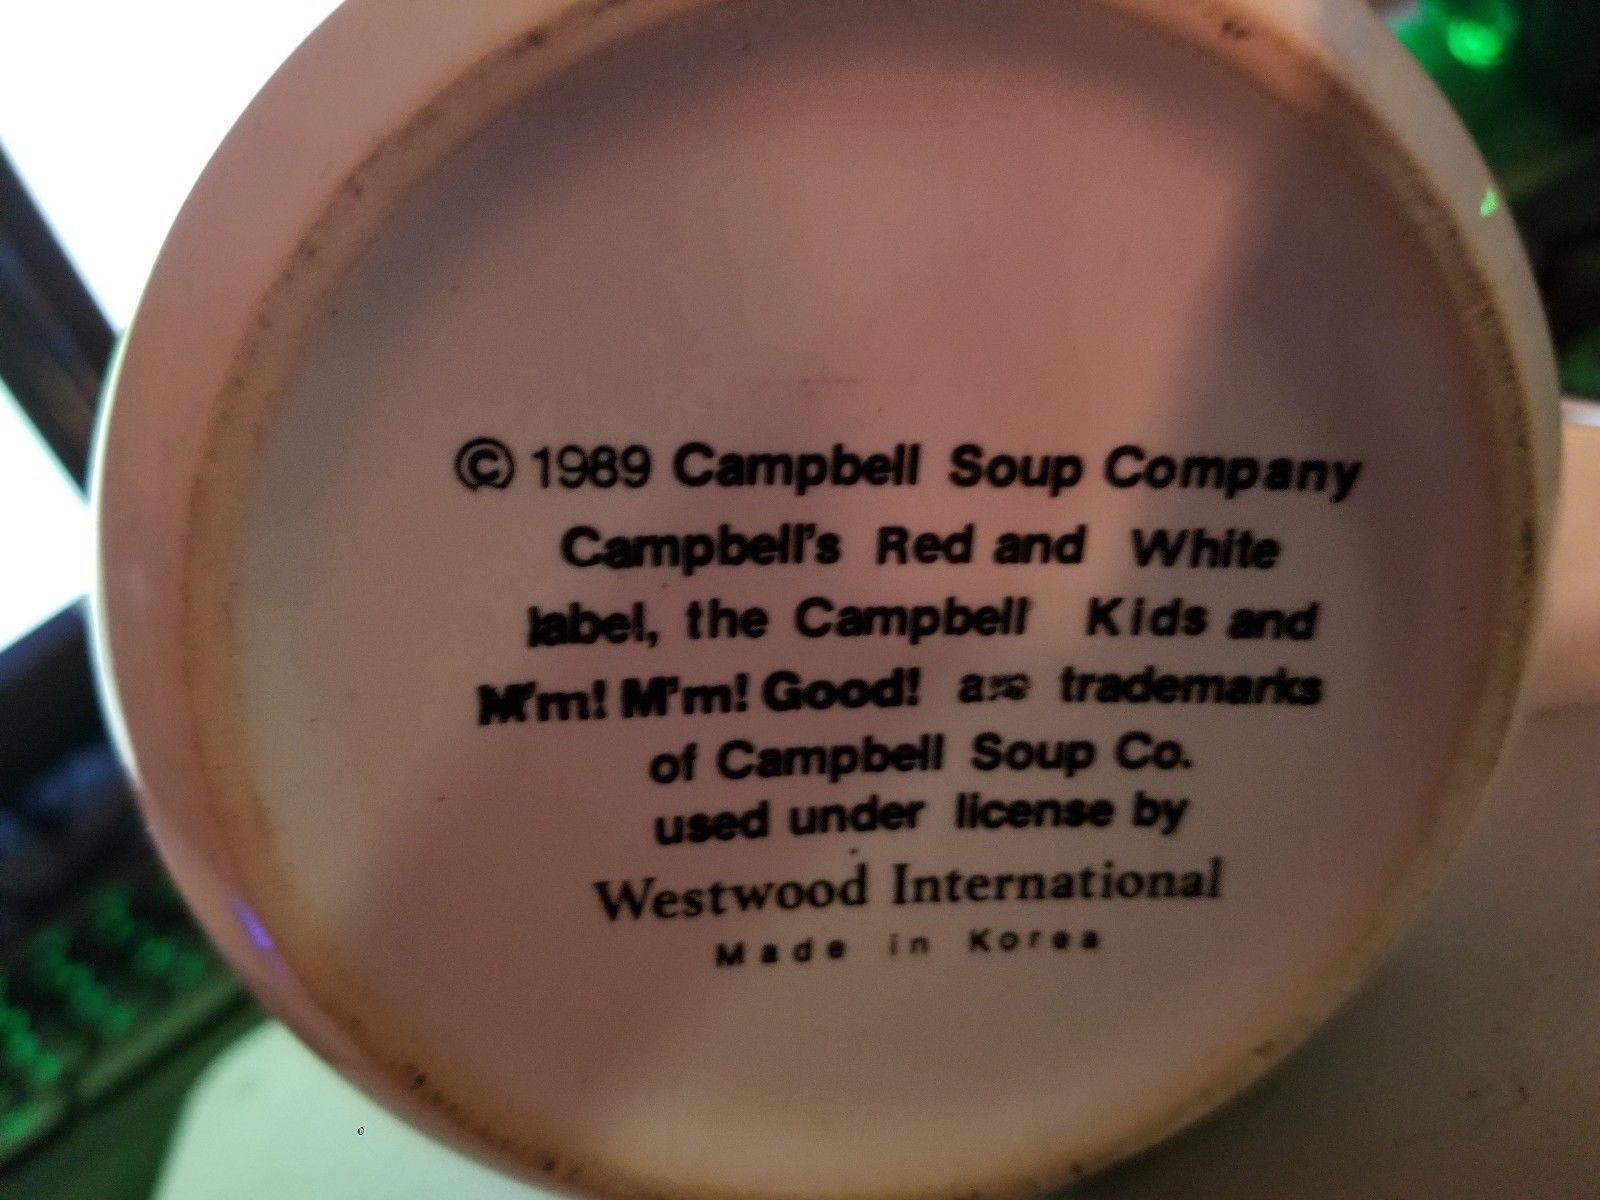 © 1989 Campbell Soup Company
Campbell's Red and White
label, the Campbell Kids and
M'm! M'm! Good! are trademarks
of Campbell Soup Co.
used under license by
Westwood International
Made in Korea